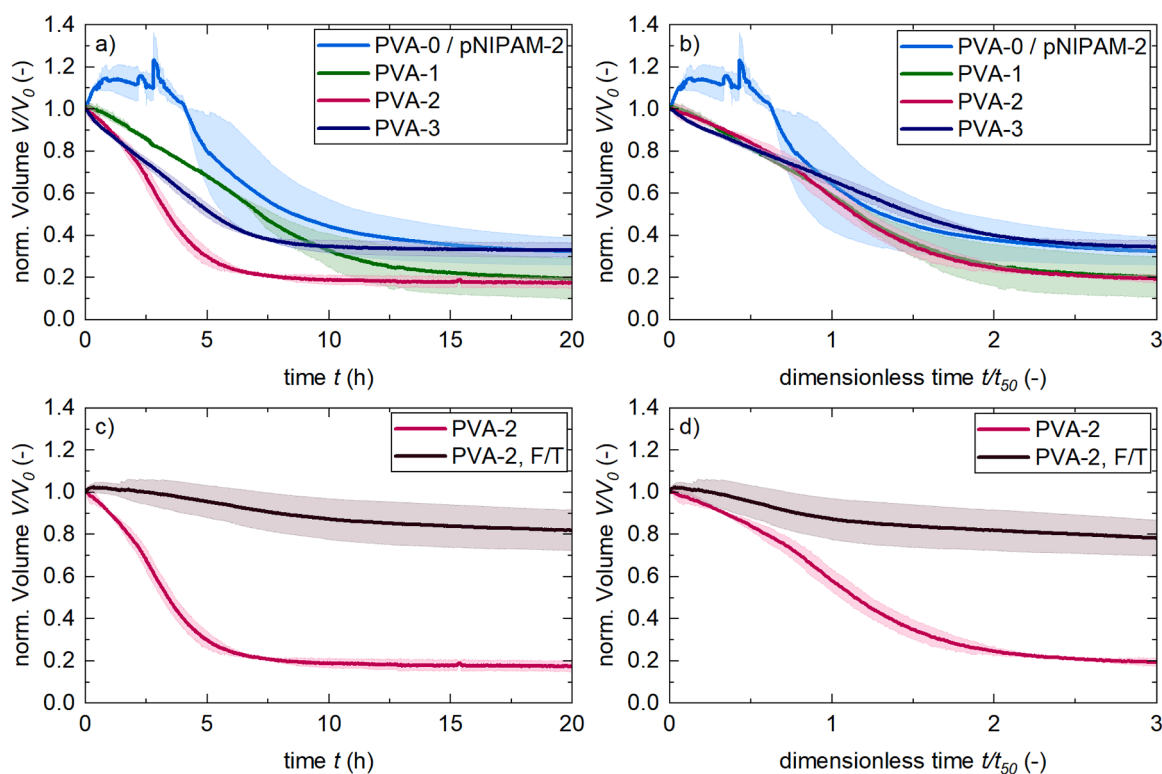 a)
PVA-0 / pNIPAM-2
PVA-1
PVA-2
PVA-3
norm. Volume V/V0 (-)
1.4
1.2
1.0
0.8
0.6
0.4
0.2
0.0
0
5
10
15
20
time t (h)
b)
PVA-0 / pNIPAM-2
PVA-1
PVA-2
PVA-3
norm. Volume V/V0 (-)
1.4
1.2
1.0
0.8
0.6
0.4
0.2
0.0
0
1
2
3
dimensionless time t/t50 (-)
c)
PVA-2
PVA-2, F/T
norm. Volume V/V0 (-)
1.4
1.2
1.0
0.8
0.6
0.4
0.2
0.0
0
5
10
15
20
time t (h)
d)
PVA-2
PVA-2, F/T
norm. Volume V/V0 (-)
1.4
1.2
1.0
0.8
0.6
0.4
0.2
0.0
0
1
2
3
dimensionless time t/t50 (-)